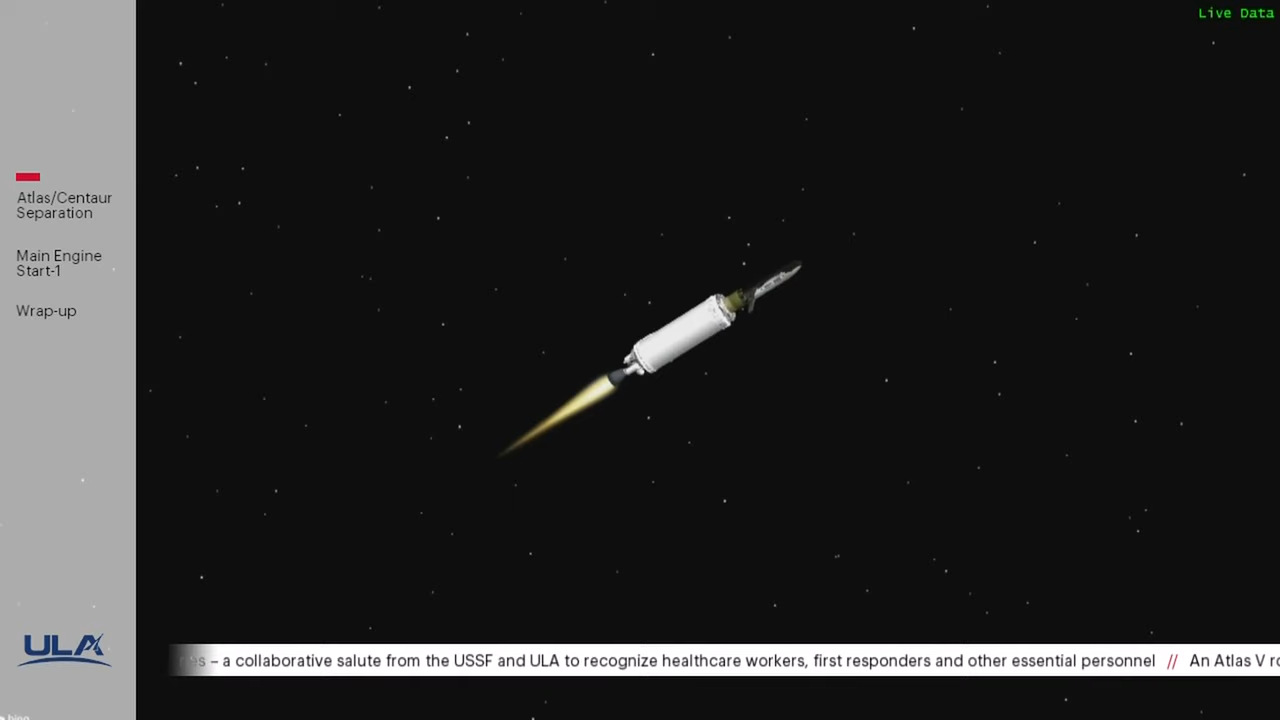 Live Data
Atlas/Centaur
Separation
Main Engine
Start-1
Wrap-up
ULA
– a collaborative salute from the USSF and ULA to recognize healthcare workers, first responders and other essential personnel // An Atlas V